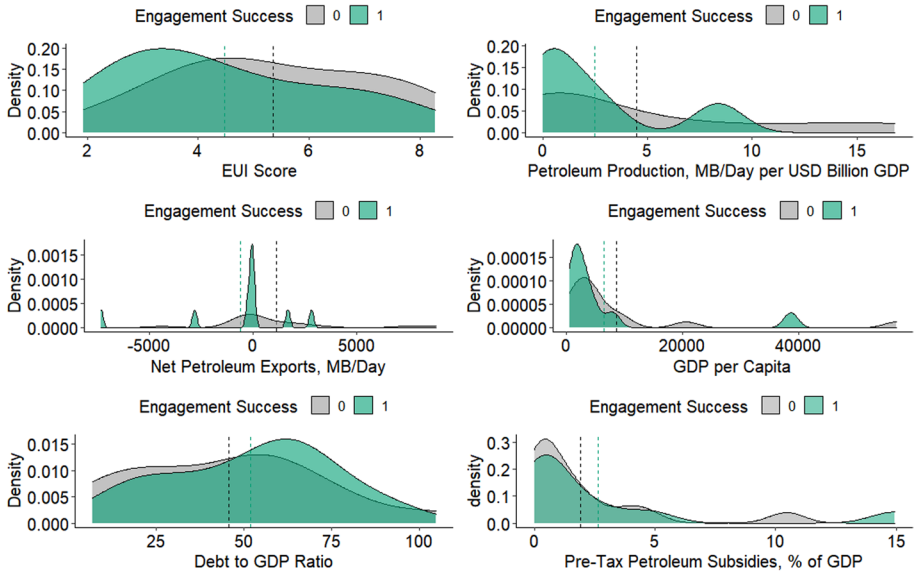 Engagement Success 0 1
Density
0.20
0.15
0.10
0.05
0.00
2 4 6 8
EUI Score
Engagement Success 0 1
Density
0.20
0.15
0.10
0.05
0.00
0 5 10 15
Petroleum Production, MB/Day per USD Billion GDP
Engagement Success 0 1
Density
0.0015
0.0010
0.0005
0.0000
-5000 0 5000
Net Petroleum Exports, MB/Day
Engagement Success 0 1
Density
0.00015
0.00010
0.00005
0.00000
0 20000 40000
GDP per Capita
Engagement Success 0 1
Density
0.015
0.010
0.005
0.000
25 50 75 100
Debt to GDP Ratio
Engagement Success 0 1
density
0.3
0.2
0.1
0.0
0 5 10 15
Pre-Tax Petroleum Subsidies, % of GDP